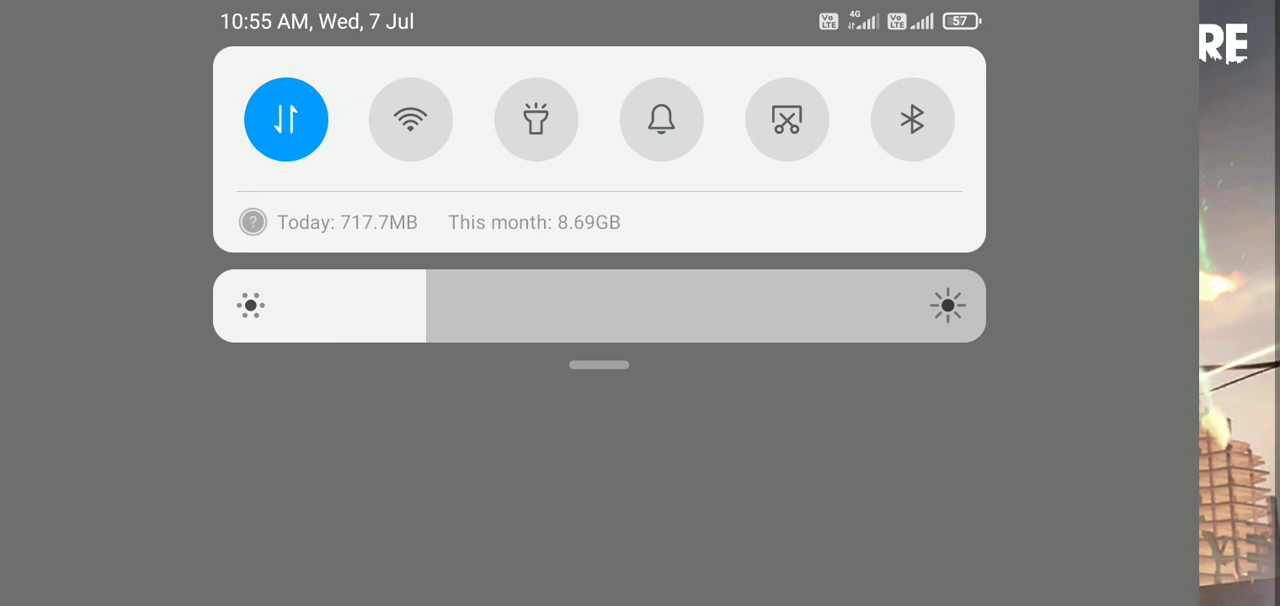 10:55 AM, Wed, 7 Jul
Vo LTE 4G Vo LTE 57
RE
? Today: 717.7MB This month: 8.69GB